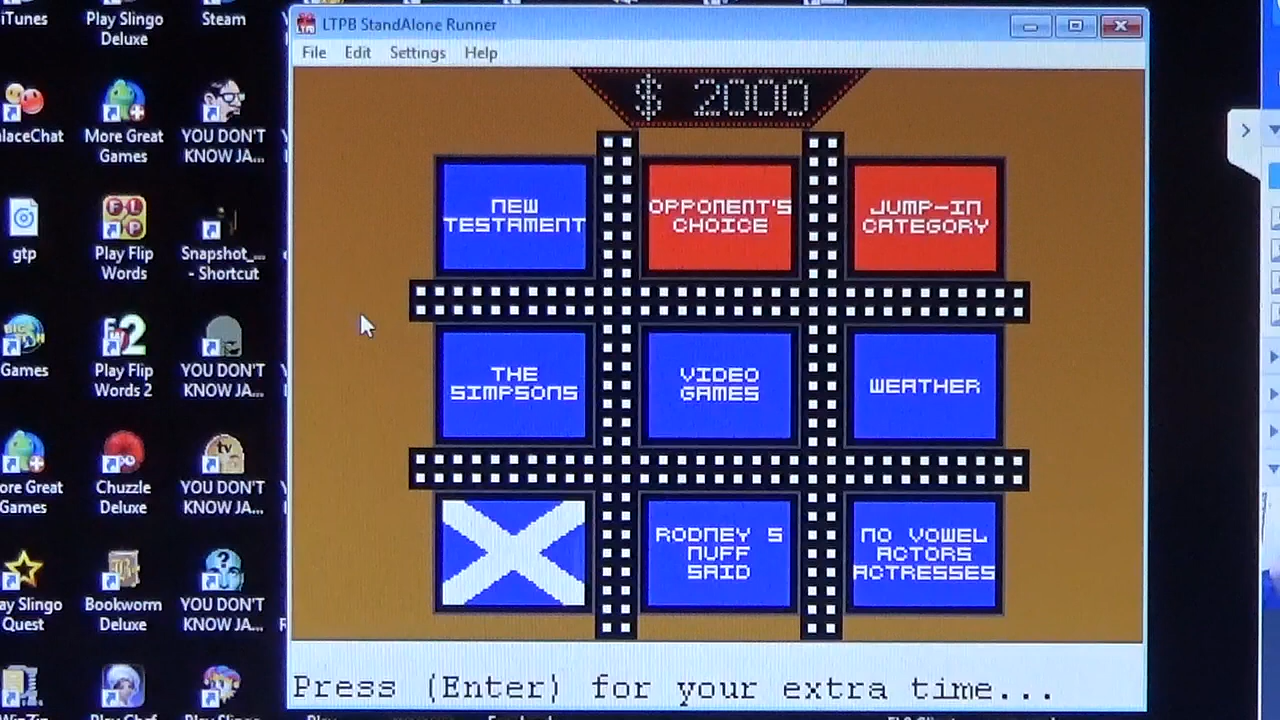 iTunes
Play Slingo
Deluxe
Steam
LTPB StandAlone Runner
File Edit Settings Help
$ 2000
alaceChat
More Great
Games
YOU DON'T
KNOW JA...
NEW
TESTAMENT
OPPONENT'S
CHOICE
JUMP-IN
CATEGORY
gtp
Play Flip
Words
Snapshot_...
- Shortcut
THE
SIMPSONS
VIDEO
GAMES
WEATHER
Games
Play Flip
Words 2
YOU DON'T
KNOW JA...
ore Great
Games
Chuzzle
Deluxe
YOU DON'T
KNOW JA...
RODNEY S
NUFF
SAID
NO VOWEL
ACTORS
ACTRESSES
ay Slingo
Quest
Bookworm
Deluxe
YOU DON'T
KNOW JA...
Press (Enter) for your extra time...